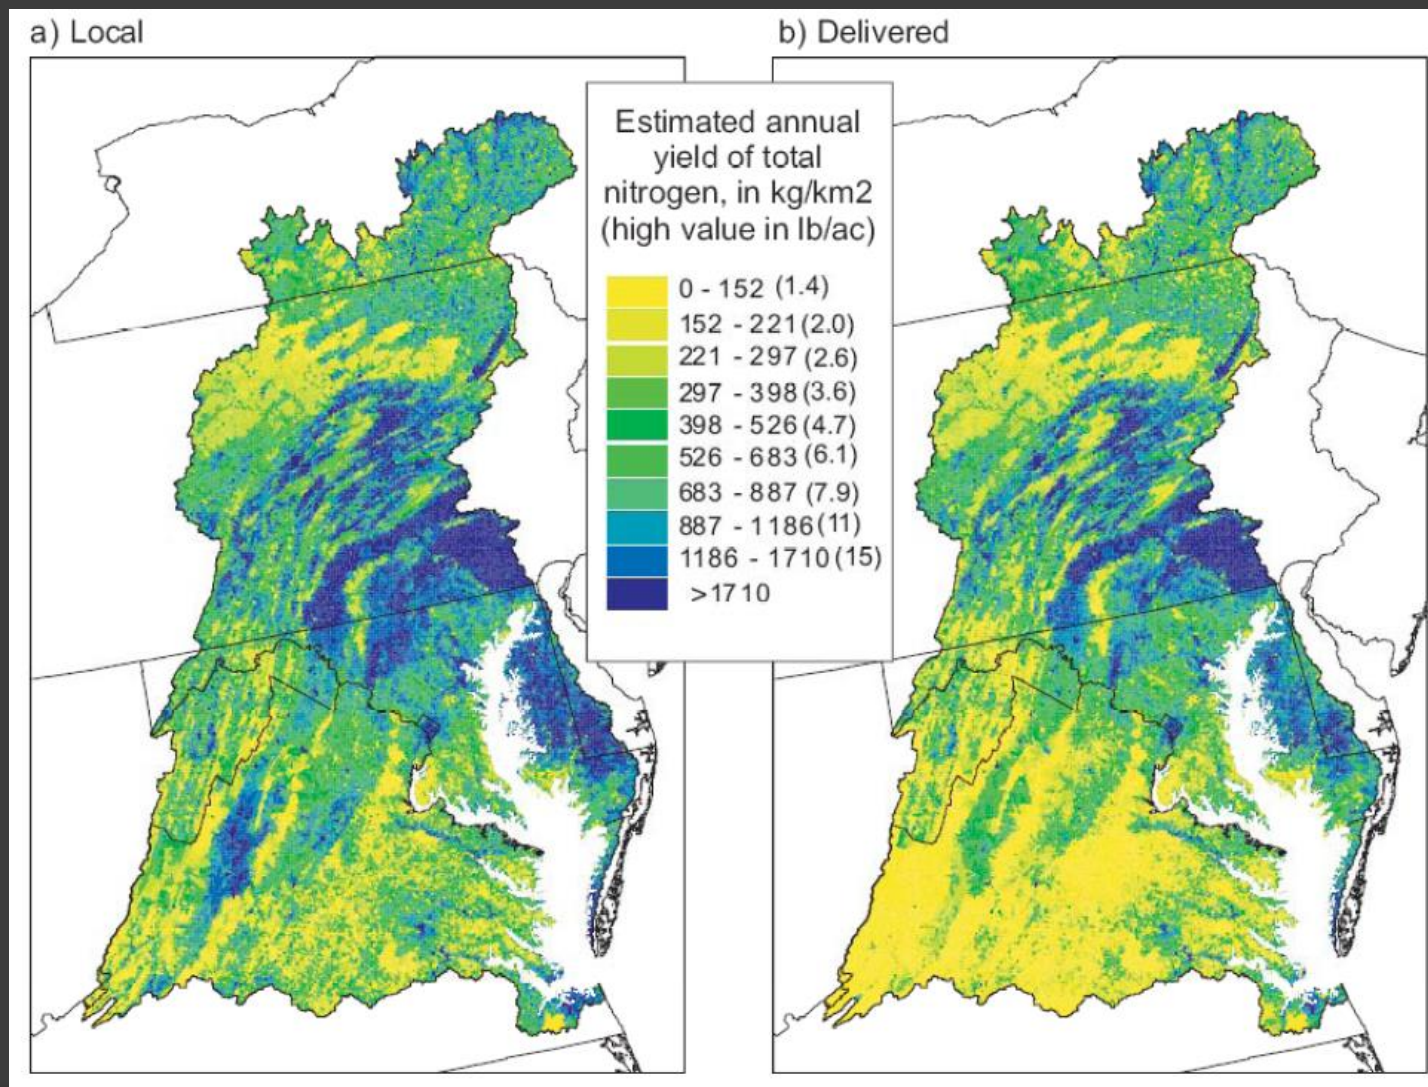 a) Local
b) Delivered
Estimated annual
yield of total
nitrogen, in kg/km2
(high value in lb/ac)
0 - 152 (1.4)
152 - 221 (2.0)
221 - 297 (2.6)
297 - 398 (3.6)
398 - 526 (4.7)
526 - 683 (6.1)
683 - 887 (7.9)
887 - 1186 (11)
1186 - 1710 (15)
>1710